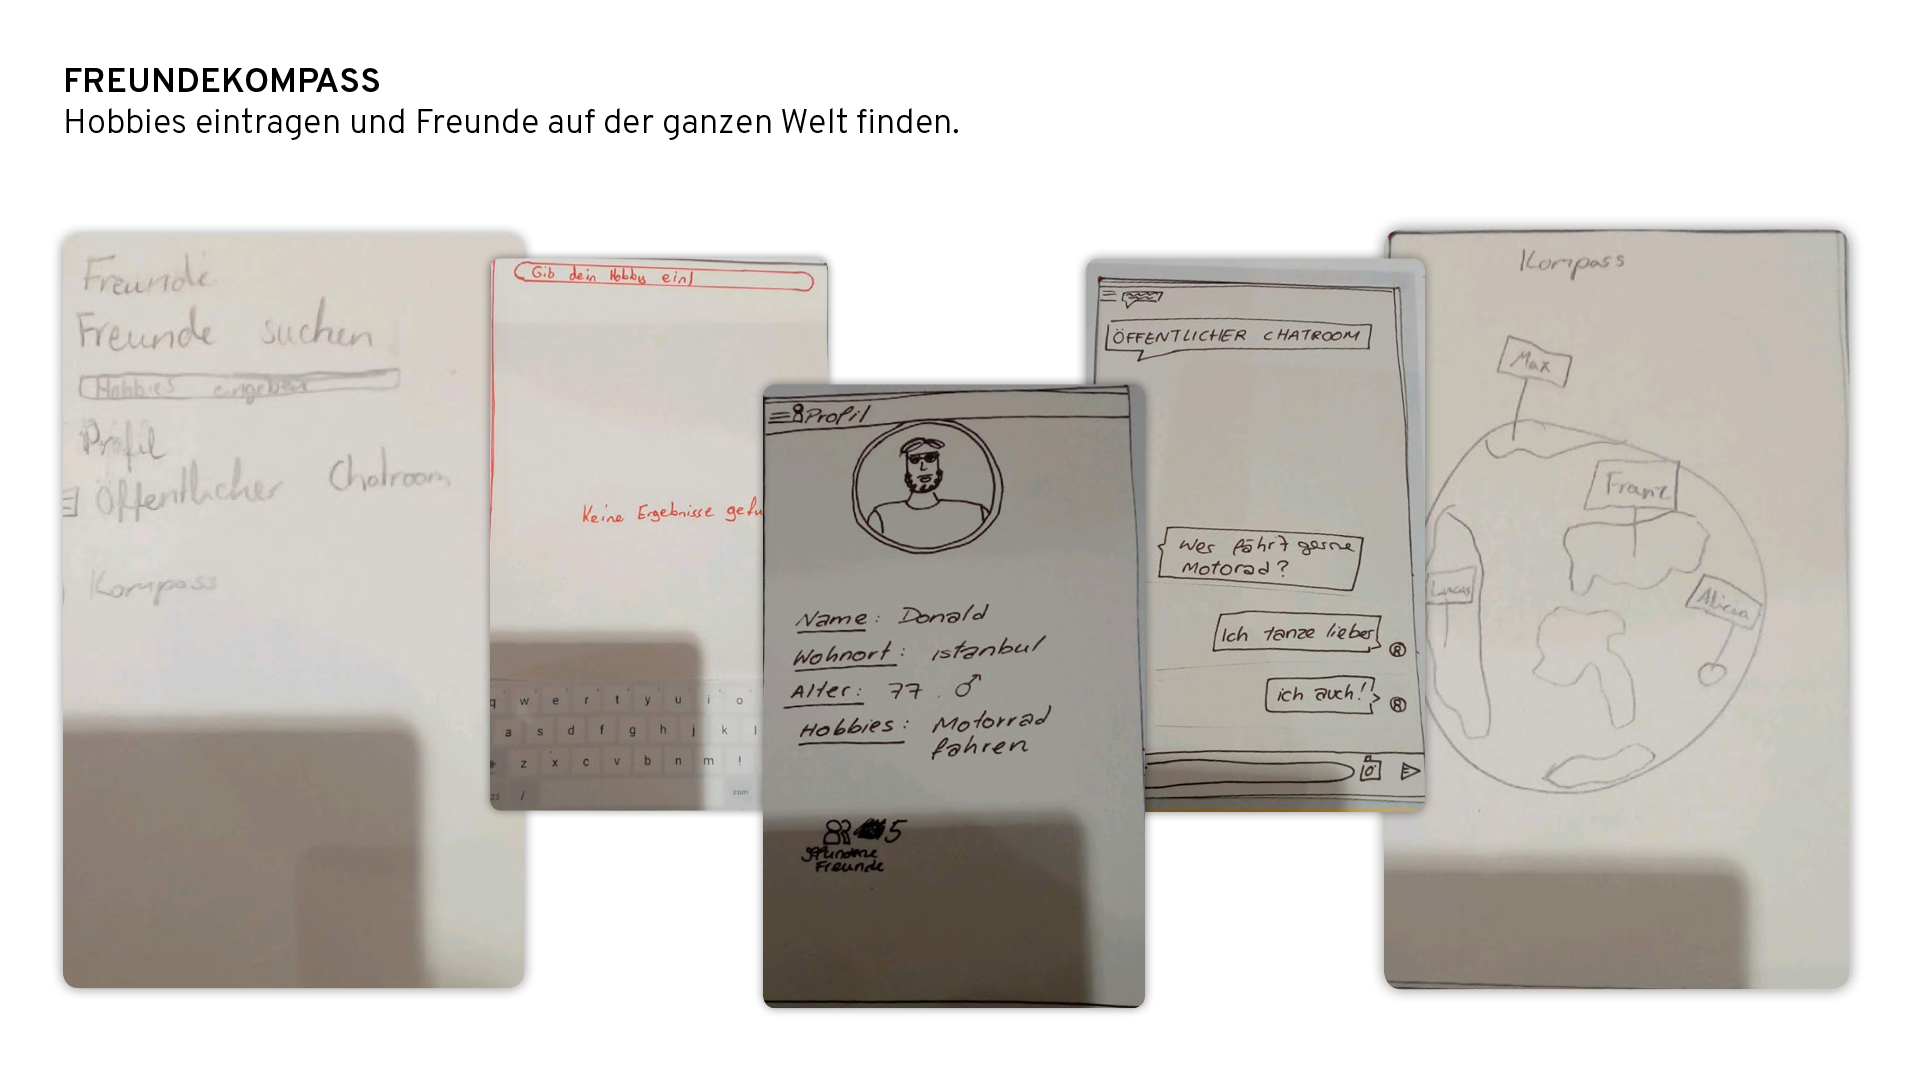 FREUNDEKOMPASS
Hobbies eintragen und Freunde auf der ganzen Welt finden.
Freunde
Freunde suchen
Hobbies eingeben
Profil
Öffentlicher Chatroom
Kompass
Gib dein Hobby ein!
Keine Ergebnisse gefu
q w e r t y u i o
a s d f g h j k l
z x c v b n m !
/ com
Profil
Name: Donald
Wohnort: istanbul
Alter: 77 ♂
Hobbies: Motorrad
fahren
5
gefundene
Freunde
ÖFFENTLICHER CHATROOM
Wer fährt gerne
Motorad?
Ich tanze lieber
ich auch!
Kompass
Max
Franz
Lucas
Alicia